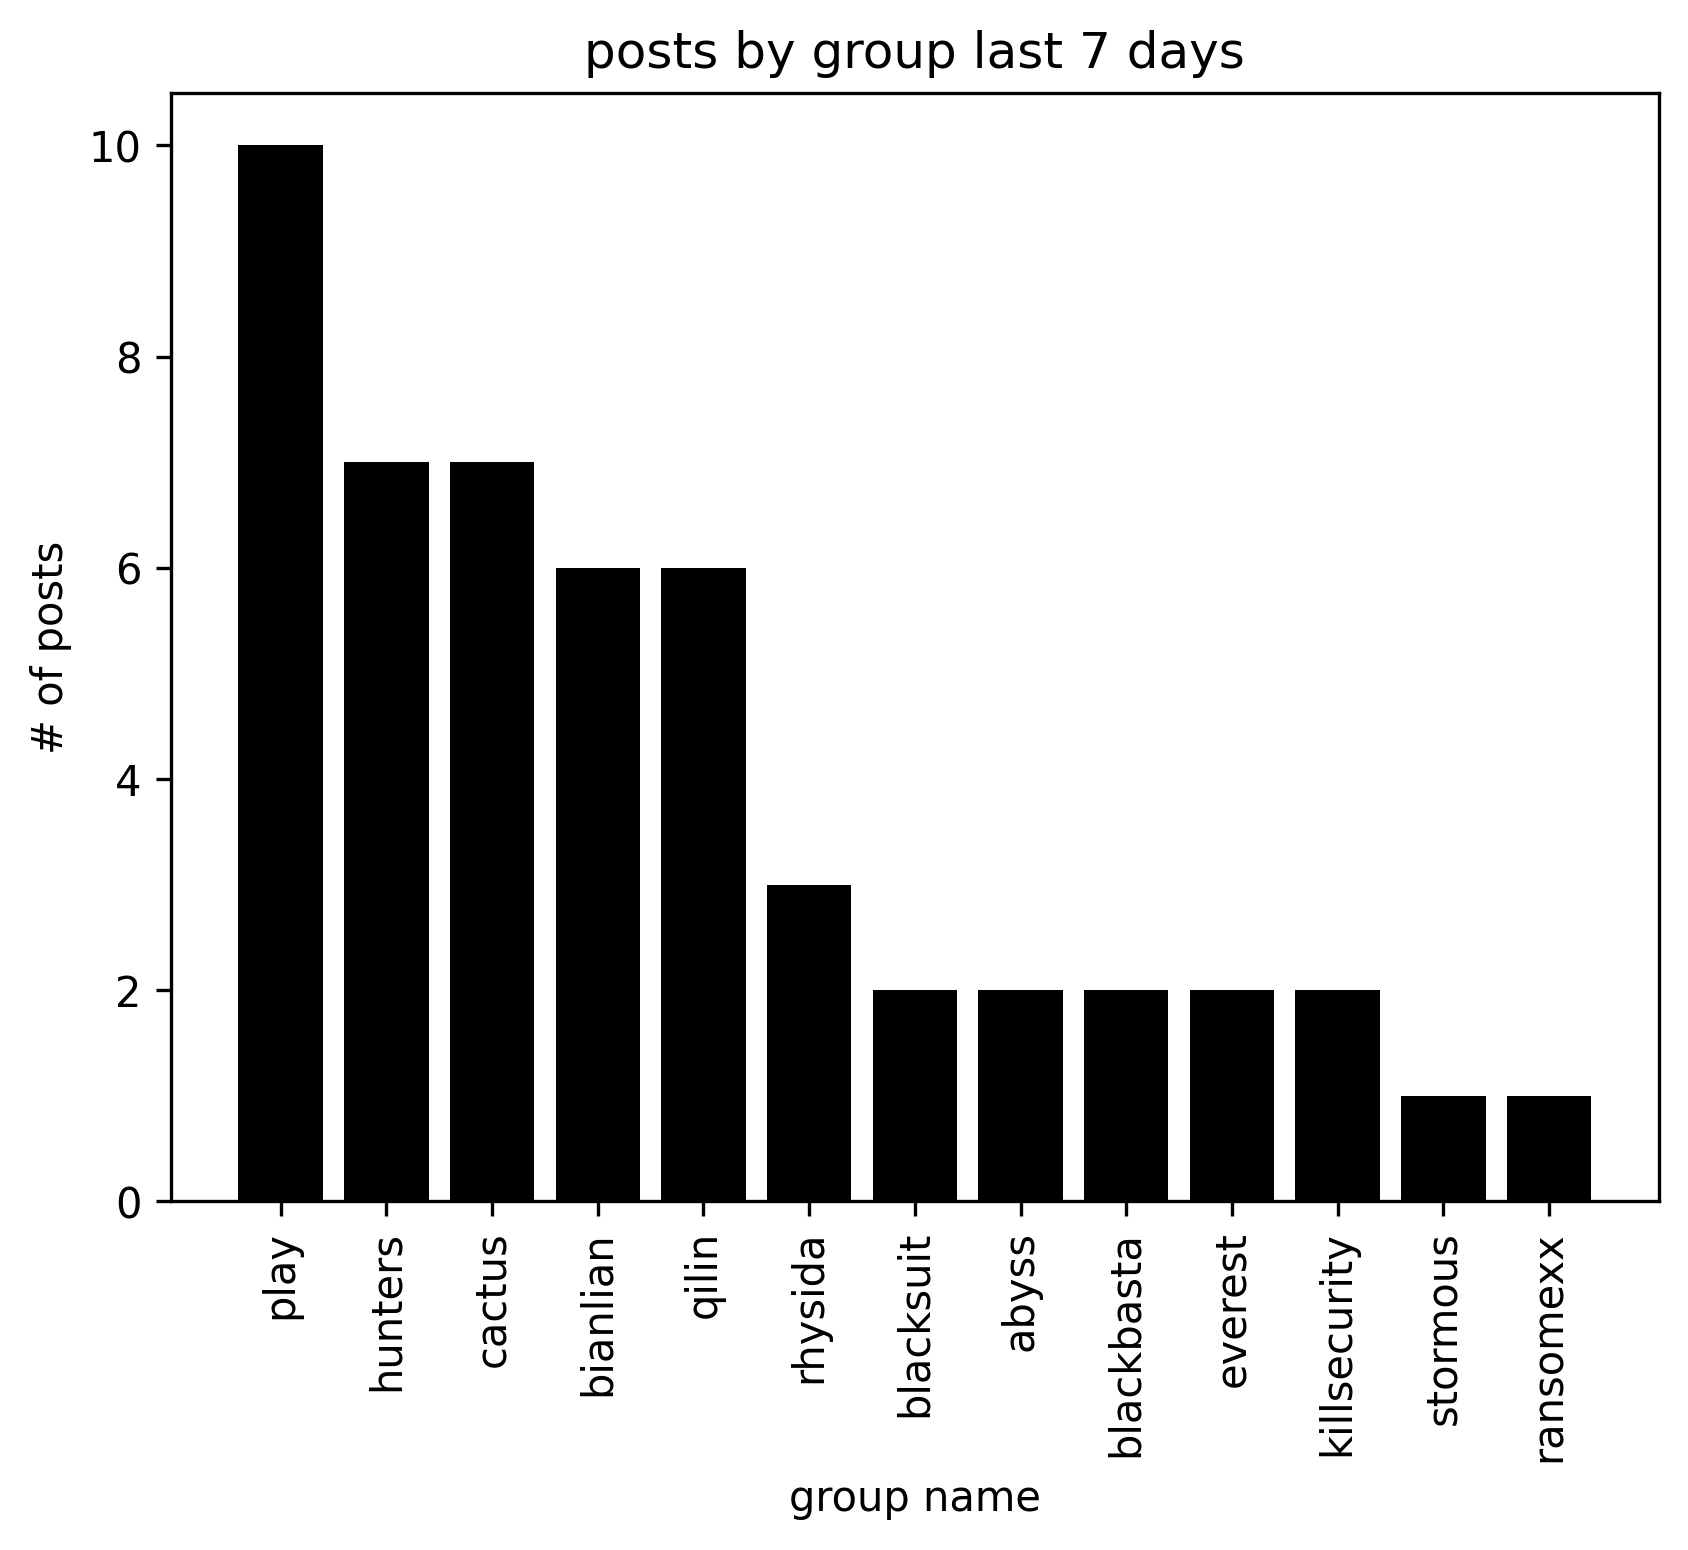 posts by group last 7 days
10
8
6
4
2
0
# of posts
play
hunters
cactus
bianlian
qilin
rhysida
blacksuit
abyss
blackbasta
everest
killsecurity
stormous
ransomexx
group name